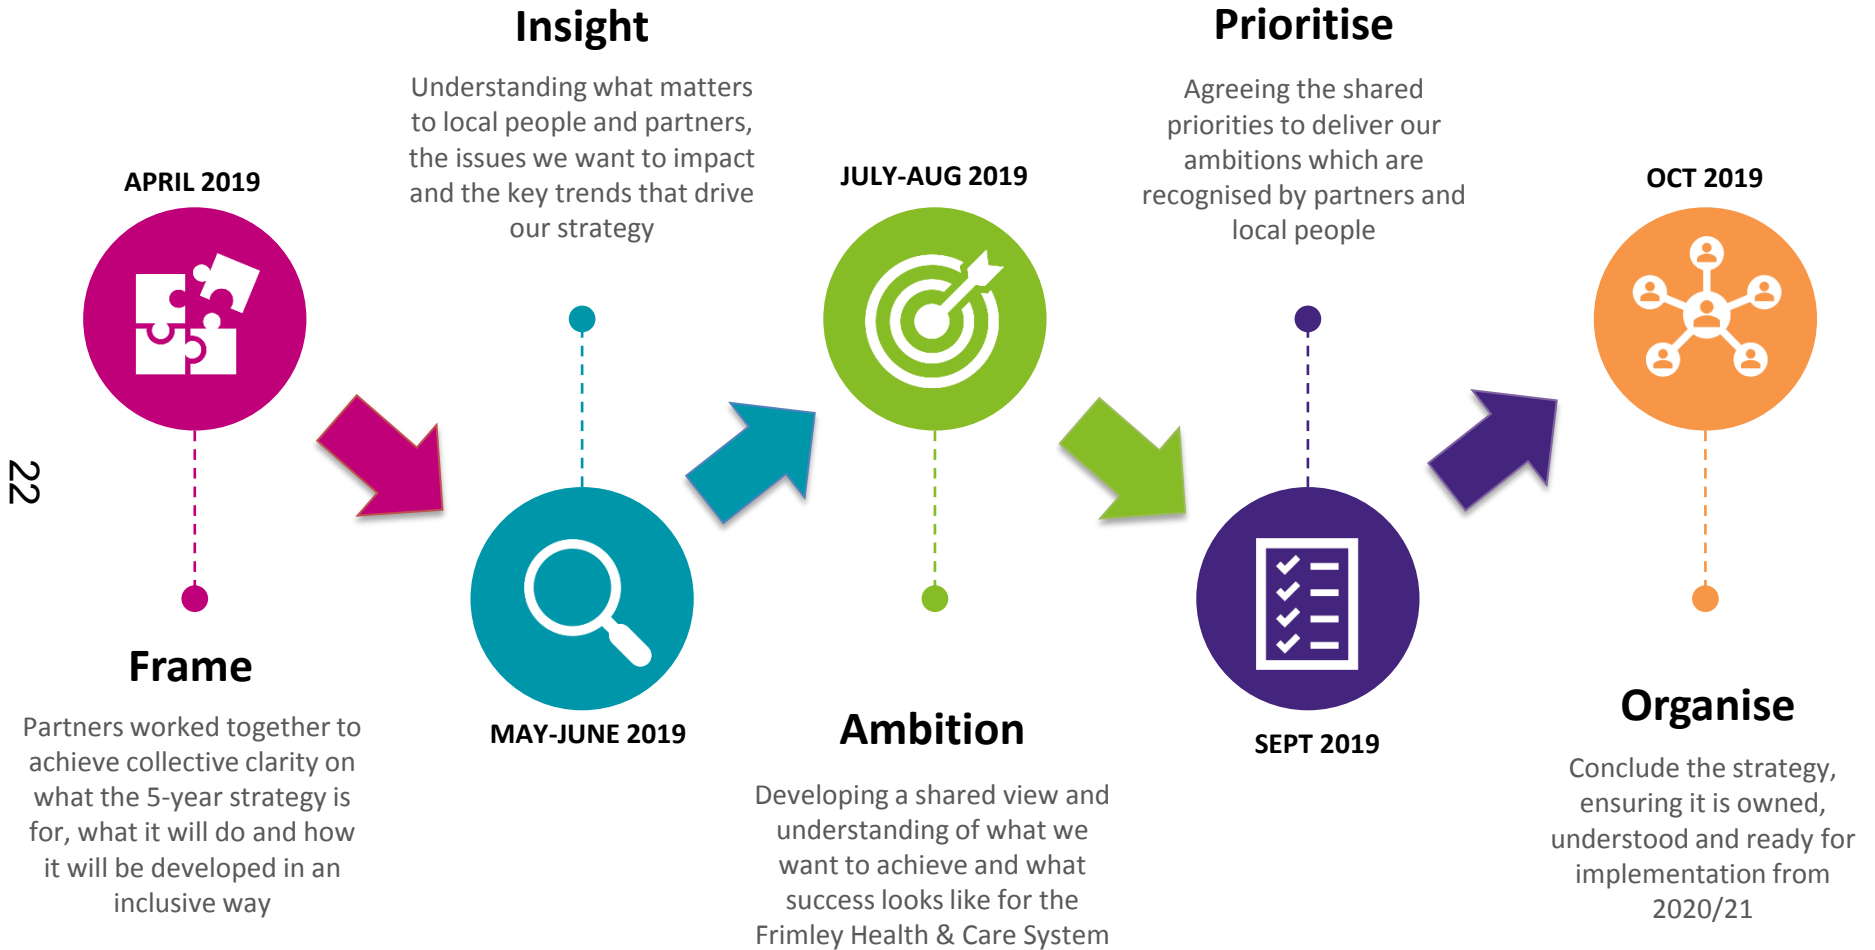 APRIL 2019
Frame
Partners worked together to
achieve collective clarity on
what the 5-year strategy is
for, what it will do and how
it will be developed in an
inclusive way
Insight
Understanding what matters
to local people and partners,
the issues we want to impact
and the key trends that drive
our strategy
MAY-JUNE 2019
JULY-AUG 2019
Ambition
Developing a shared view and
understanding of what we
want to achieve and what
success looks like for the
Frimley Health & Care System
Prioritise
Agreeing the shared
priorities to deliver our
ambitions which are
recognised by partners and
local people
SEPT 2019
OCT 2019
Organise
Conclude the strategy,
ensuring it is owned,
understood and ready for
implementation from
2020/21
22